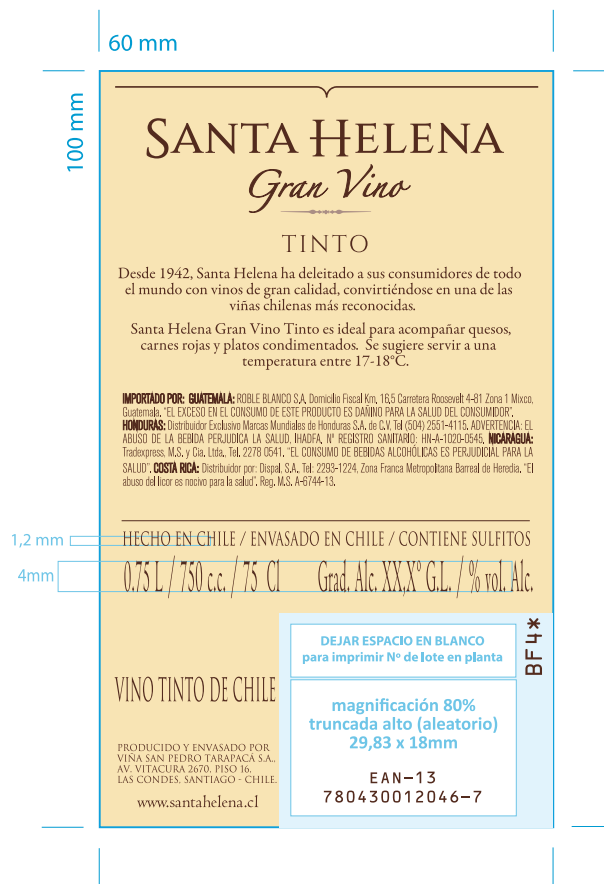 60 mm
100 mm
SANTA HELENA
Gran Vino
TINTO
Desde 1942, Santa Helena ha deleitado a sus consumidores de todo
el mundo con vinos de gran calidad, convirtiéndose en una de las
viñas chilenas más reconocidas.
Santa Helena Gran Vino Tinto es ideal para acompañar quesos,
carnes rojas y platos condimentados. Se sugiere servir a una
temperatura entre 17-18°C.
IMPORTADO POR: GUATEMALA: ROBLE BLANCO S.A. Domicilio Fiscal Km. 16,5 Carretera Roosevelt 4-81 Zona 1 Mixco,
Guatemala. "EL EXCESO EN EL CONSUMO DE ESTE PRODUCTO ES DAÑINO PARA LA SALUD DEL CONSUMIDOR".
HONDURAS: Distribuidor Exclusivo Marcas Mundiales de Honduras S.A. de C.V. Tel (504) 2551-4115. ADVERTENCIA: EL
ABUSO DE LA BEBIDA PERJUDICA LA SALUD, IHADFA, Nº REGISTRO SANITARIO: HN-A-1020-0545. NICARAGUA:
Tradexpress, M.S. y Cia. Ltda., Tel. 2278 0541. "EL CONSUMO DE BEBIDAS ALCOHÓLICAS ES PERJUDICIAL PARA LA
SALUD". COSTA RICA: Distribuidor por: Dispal, S.A., Tel: 2293-1224, Zona Franca Metropolitana Barreal de Heredia. "El
abuso del licor es nocivo para la salud". Reg. M.S. A-6744-13.
1,2 mm
HECHO EN CHILE / ENVASADO EN CHILE / CONTIENE SULFITOS
4mm
0.75 L / 750 c.c. / 75 Cl Grad. Alc. XX,X° G.L. / % vol. Alc.
DEJAR ESPACIO EN BLANCO
para imprimir Nº de lote en planta
BF4*
VINO TINTO DE CHILE
magnificación 80%
truncada alto (aleatorio)
29,83 x 18mm
EAN-13
780430012046-7
PRODUCIDO Y ENVASADO POR
VIÑA SAN PEDRO TARAPACÁ S.A.,
AV. VITACURA 2670, PISO 16,
LAS CONDES, SANTIAGO - CHILE.
www.santahelena.cl